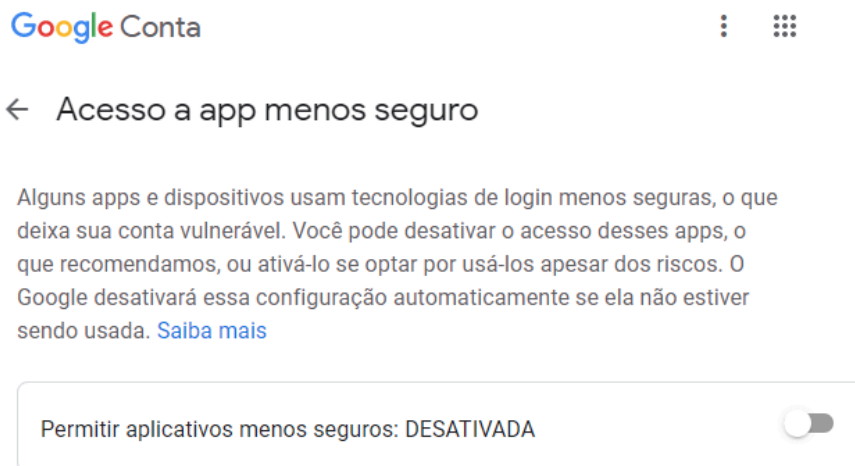 Google Conta
Acesso a app menos seguro
Alguns apps e dispositivos usam tecnologias de login menos seguras, o que
deixa sua conta vulnerável. Você pode desativar o acesso desses apps, o
que recomendamos, ou ativá-lo se optar por usá-los apesar dos riscos. O
Google desativará essa configuração automaticamente se ela não estiver
sendo usada. Saiba mais
Permitir aplicativos menos seguros: DESATIVADA